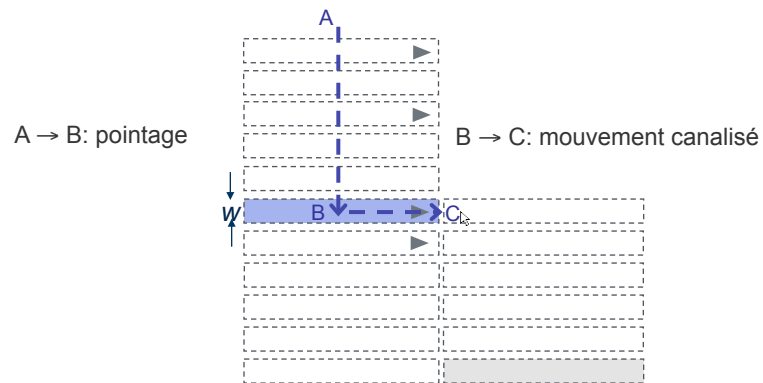 A
A → B: pointage
B → C: mouvement canalisé
W
B
C